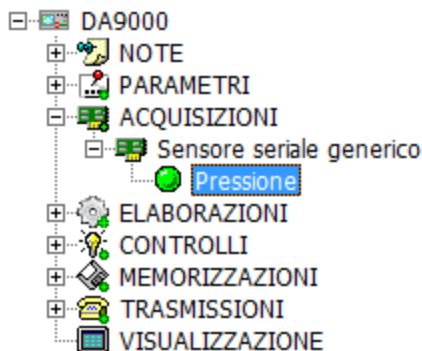 DA9000
NOTE
PARAMETRI
ACQUISIZIONI
Sensore seriale generico
Pressione
ELABORAZIONI
CONTROLLI
MEMORIZZAZIONI
TRASMISSIONI
VISUALIZZAZIONE